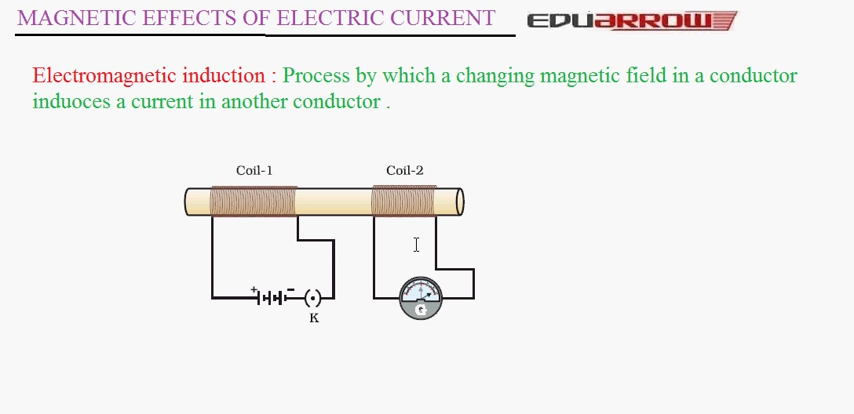 MAGNETIC EFFECTS OF ELECTRIC CURRENT
EDUARROW
Electromagnetic induction : Process by which a changing magnetic field in a conductor
induoces a current in another conductor .
Coil-1
Coil-2
+
-
K
G